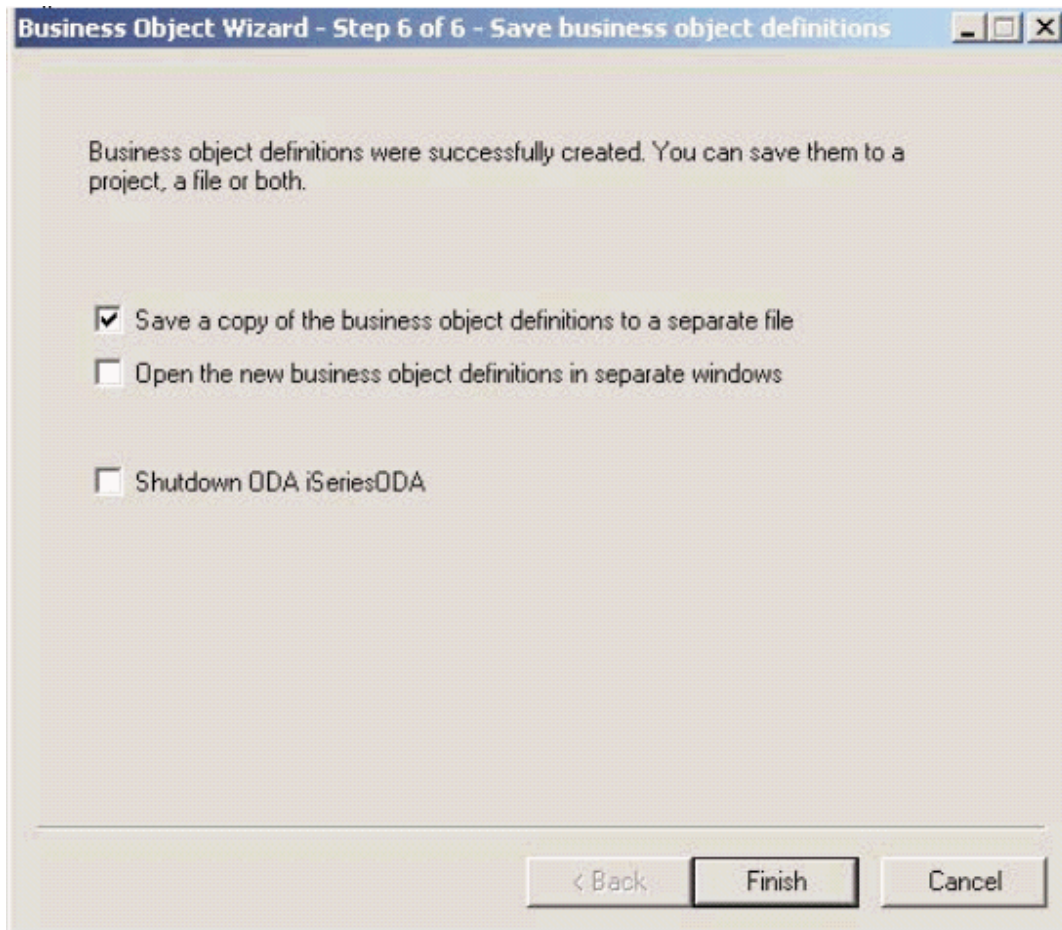 Business Object Wizard - Step 6 of 6 - Save business object definitions
Business object definitions were successfully created. You can save them to a
project, a file or both.
Save a copy of the business object definitions to a separate file
Open the new business object definitions in separate windows
Shutdown ODA iSeriesODA
< Back
Finish
Cancel